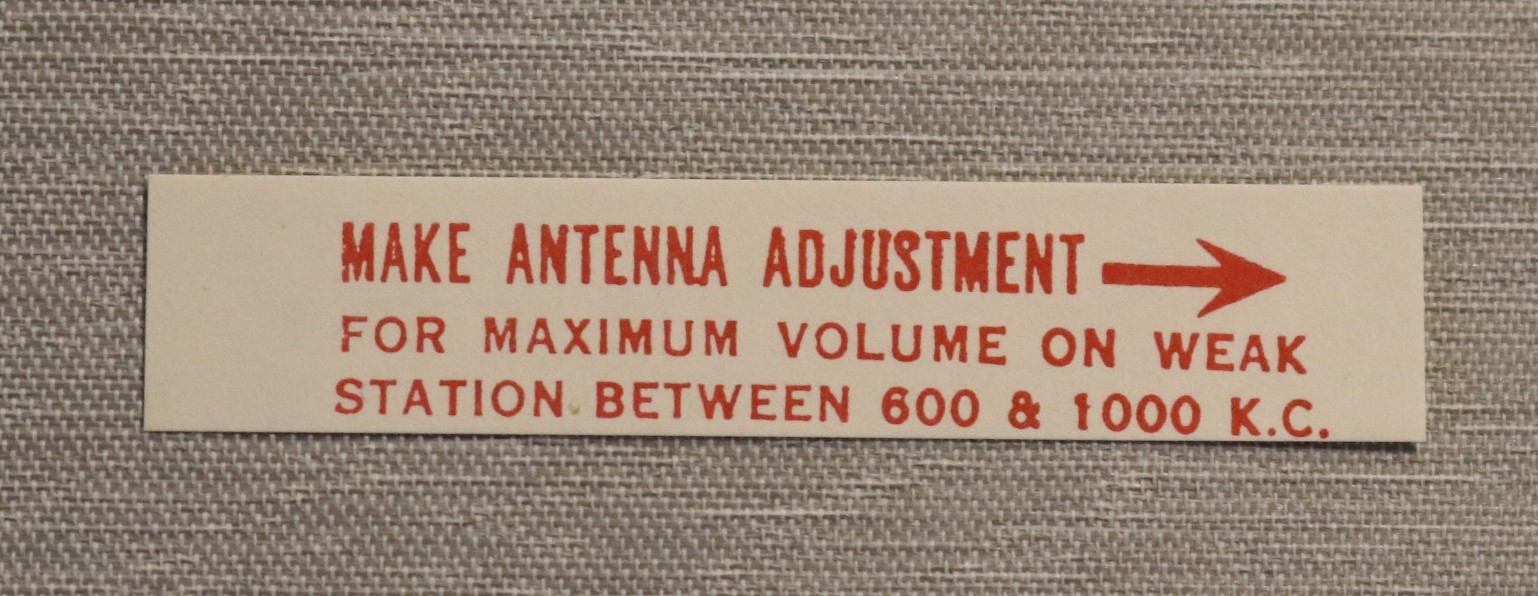 MAKE ANTENNA ADJUSTMENT
FOR MAXIMUM VOLUME ON WEAK
STATION BETWEEN 600 & 1000 K.C.